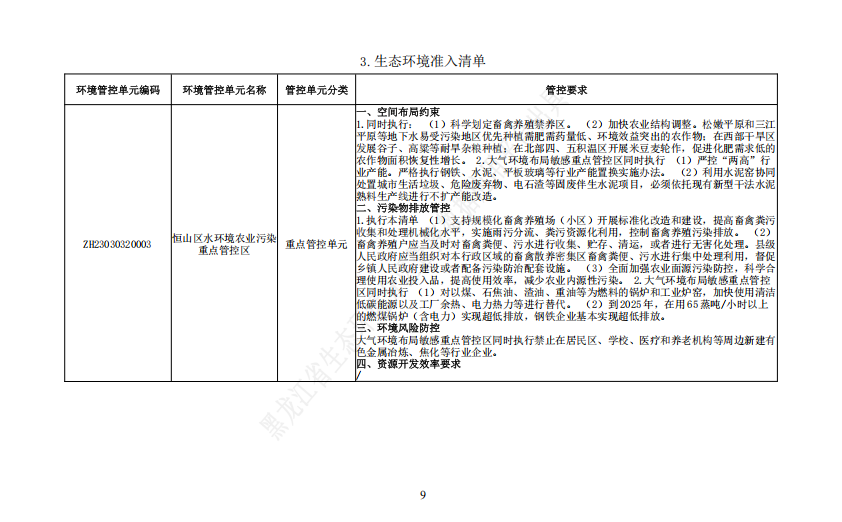 3.生态环境准入清单
环境管控单元编码 环境管控单元名称 管控单元分类 管控要求
ZH23030320003
恒山区水环境农业污染
重点管控区
重点管控单元
一、空间布局约束
1.同时执行： （1）科学划定畜禽养殖禁养区。 （2）加快农业结构调整。松嫩平原和三江
平原等地下水易受污染地区优先种植需肥需药量低、环境效益突出的农作物；在西部干旱区
发展谷子、高粱等耐旱杂粮种植；在北部四、五积温区开展米豆麦轮作，促进化肥需求低的
农作物面积恢复性增长。 2.大气环境布局敏感重点管控区同时执行 （1）严控“两高”行
业产能。严格执行钢铁、水泥、平板玻璃等行业产能置换实施办法。 （2）利用水泥窑协同
处置城市生活垃圾、危险废弃物、电石渣等固废伴生水泥项目，必须依托现有新型干法水泥
熟料生产线进行不扩产能改造。
二、污染物排放管控
1.执行本清单 （1）支持规模化畜禽养殖场（小区）开展标准化改造和建设，提高畜禽粪污
收集和处理机械化水平，实施雨污分流、粪污资源化利用，控制畜禽养殖污染排放。 （2）
畜禽养殖户应当及时对畜禽粪便、污水进行收集、贮存、清运，或者进行无害化处理。县级
人民政府应当组织对本行政区域的畜禽散养密集区畜禽粪便、污水进行集中处理利用，督促
乡镇人民政府建设或者配备污染防治配套设施。 （3）全面加强农业面源污染防控，科学合
理使用农业投入品，提高使用效率，减少农业内源性污染。 2.大气环境布局敏感重点管控
区同时执行 （1）对以煤、石焦油、渣油、重油等为燃料的锅炉和工业炉窑，加快使用清洁
低碳能源以及工厂余热、电力热力等进行替代。 （2）到2025年，在用65蒸吨/小时以上
的燃煤锅炉（含电力）实现超低排放，钢铁企业基本实现超低排放。
三、环境风险防控
大气环境布局敏感重点管控区同时执行禁止在居民区、学校、医疗和养老机构等周边新建有
色金属冶炼、焦化等行业企业。
四、资源开发效率要求
/
黑龙江省生态
9